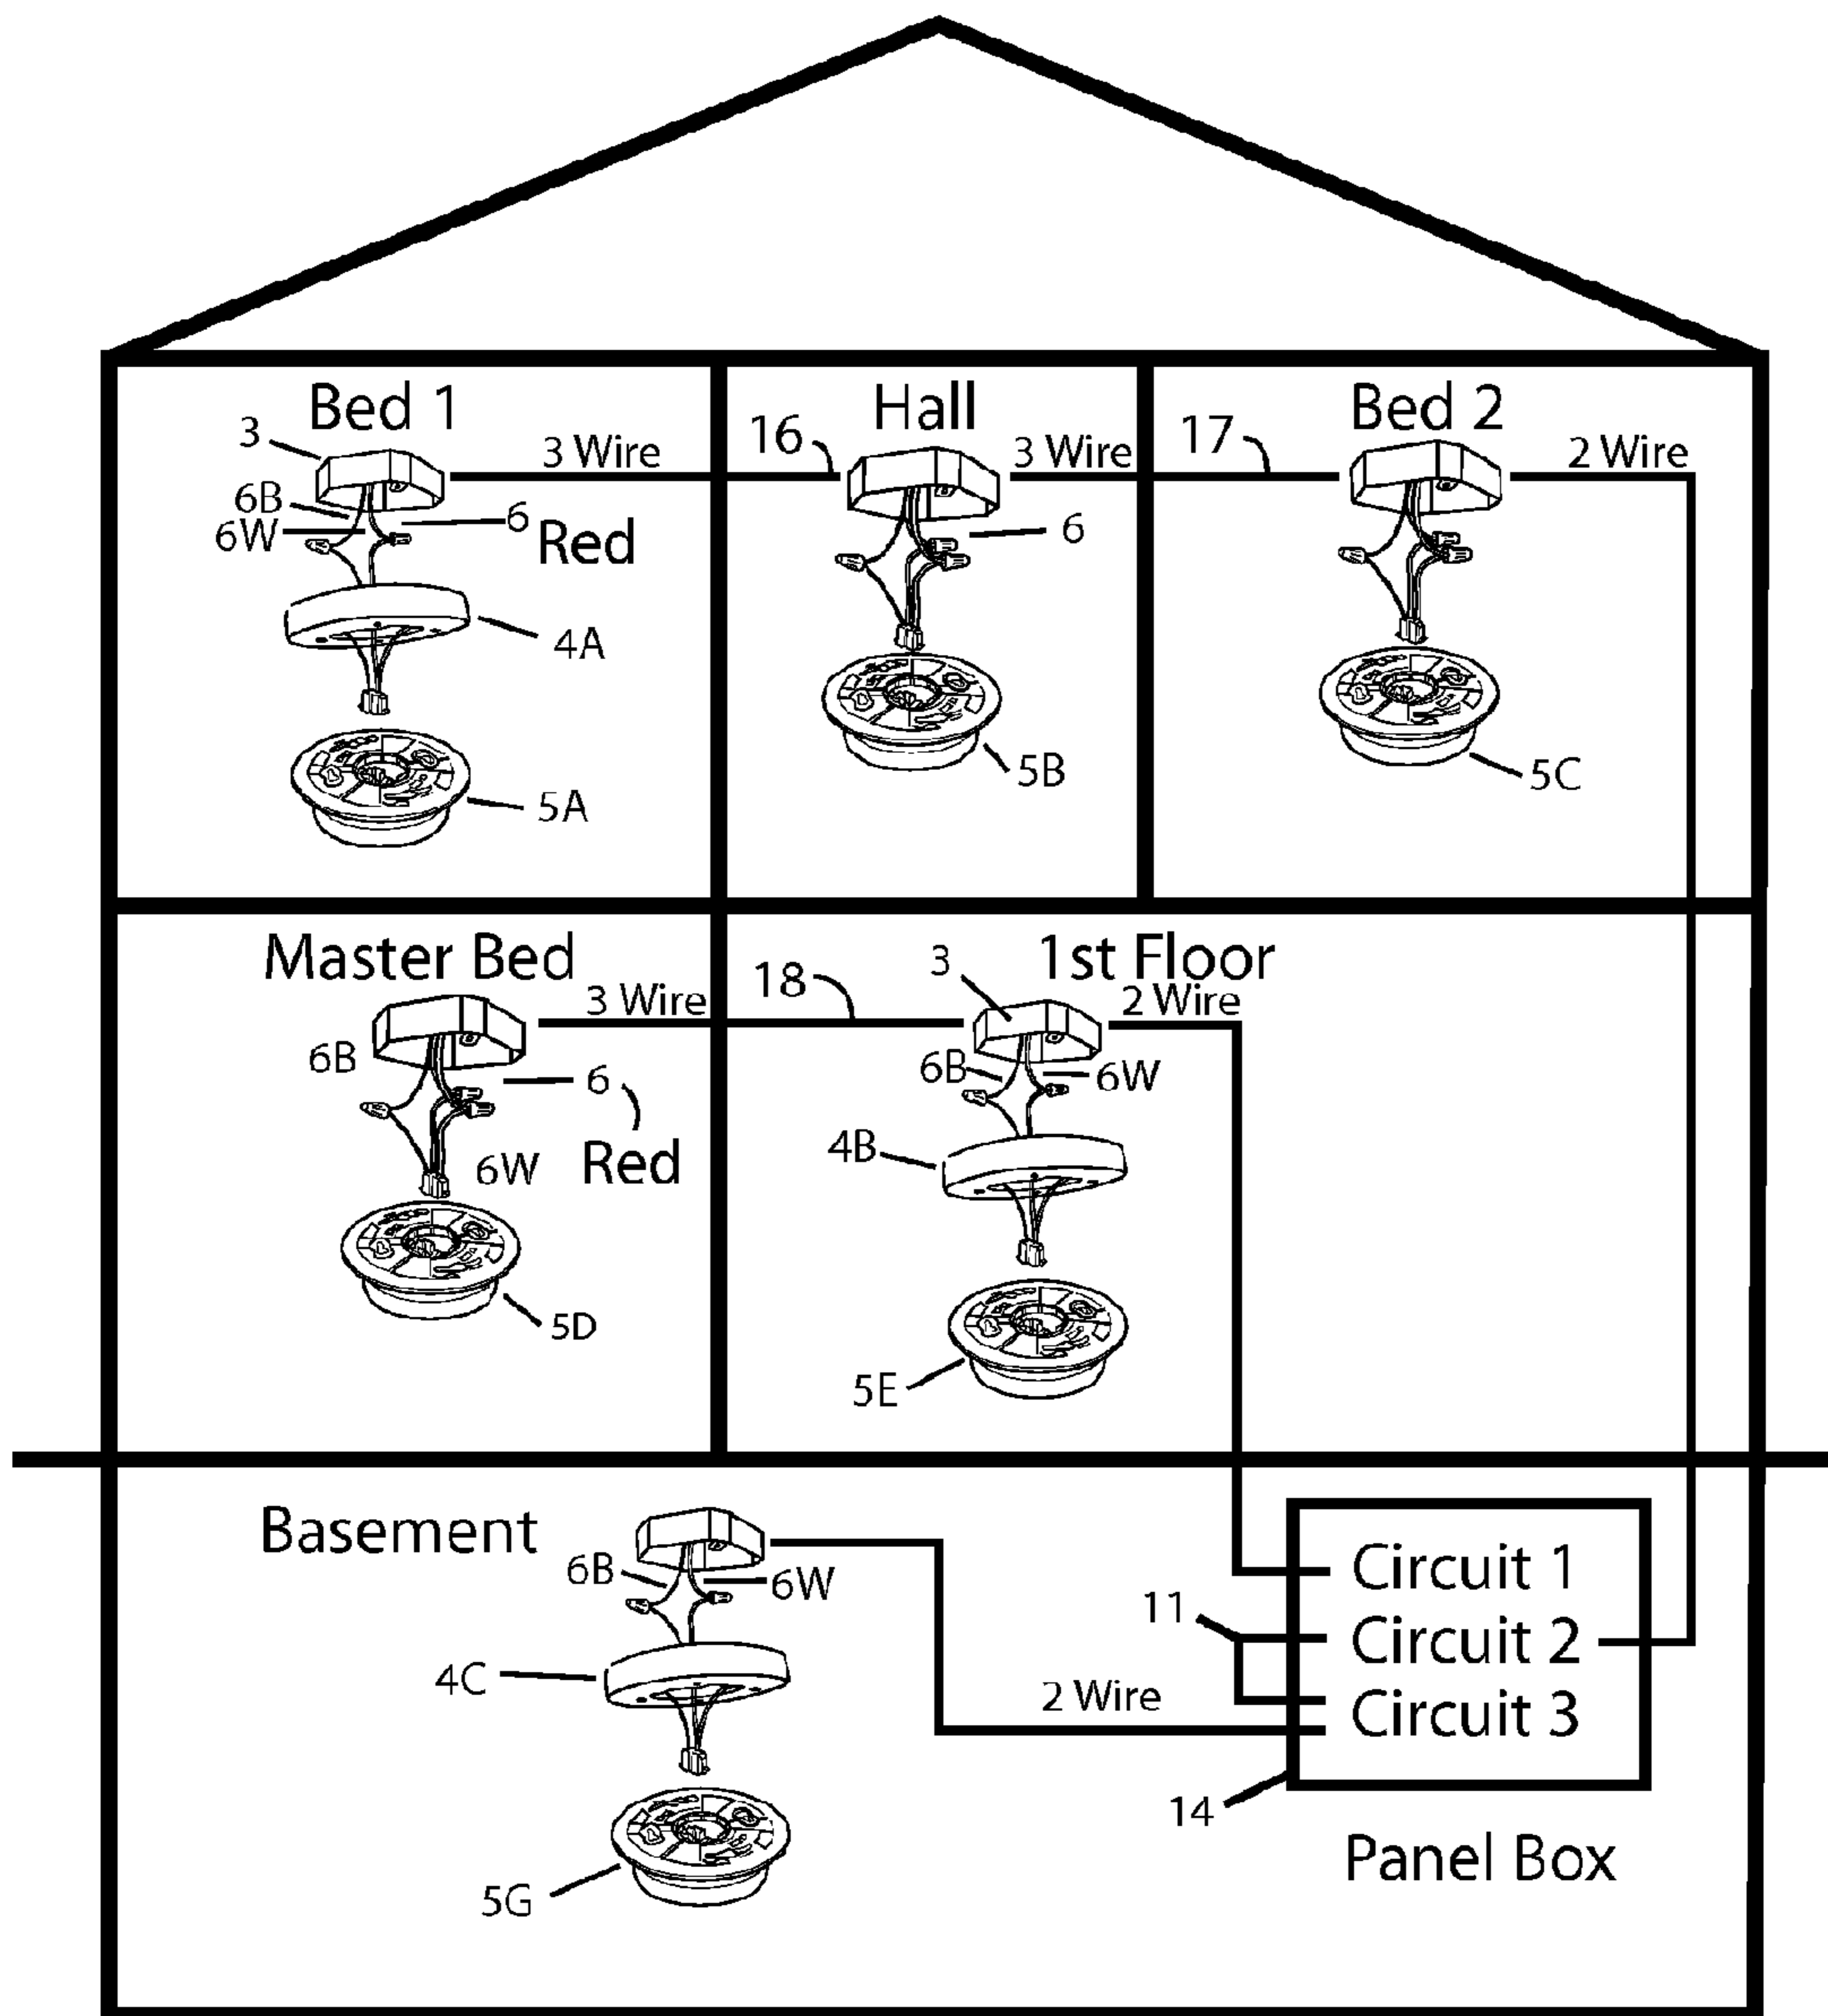 Bed 1
Hall
Bed 2
3
3 Wire
16
3 Wire
17
2 Wire
6B
6W
6
Red
6
4A
5A
5B
5C
Master Bed
1st Floor
3 Wire
18
3
2 Wire
6B
6
6B
6W
4B
6W
Red
5D
5E
Basement
6B
6W
4C
2 Wire
5G
11
Circuit 1
Circuit 2
Circuit 3
14
Panel Box